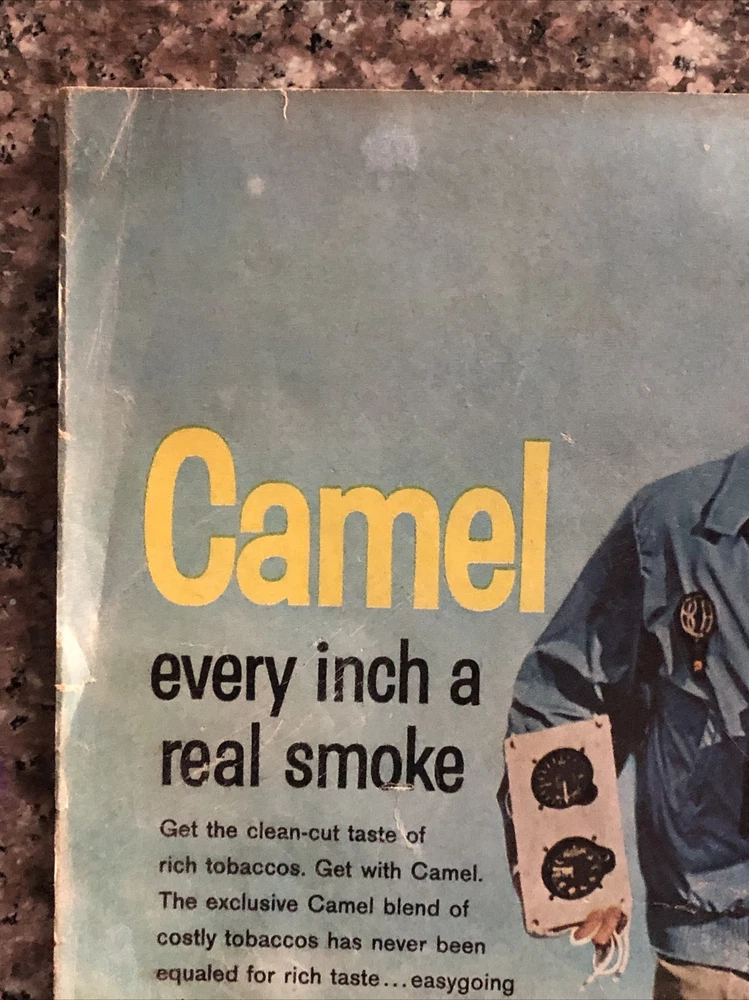 Camel
every inch a
real smoke
Get the clean-cut taste of
rich tobaccos. Get with Camel.
The exclusive Camel blend of
costly tobaccos has never been
equaled for rich taste...easygoing